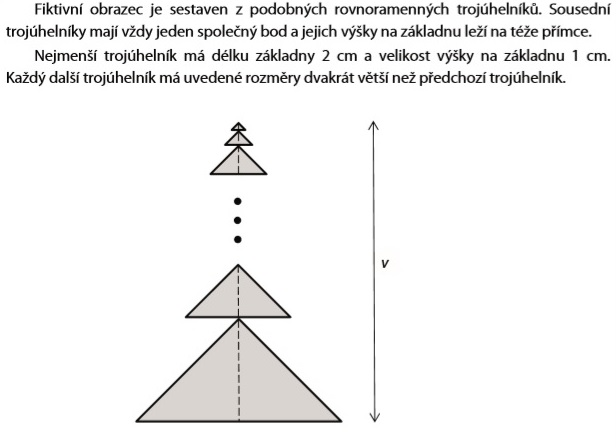 Fiktivní obrazec je sestaven z podobných rovnoramenných trojúhelníků. Sousední
trojúhelníky mají vždy jeden společný bod a jejich výšky na základnu leží na téže přímce.
Nejmenší trojúhelník má délku základny 2 cm a velikost výšky na základnu 1 cm.
Každý další trojúhelník má uvedené rozměry dvakrát větší než předchozí trojúhelník.
v